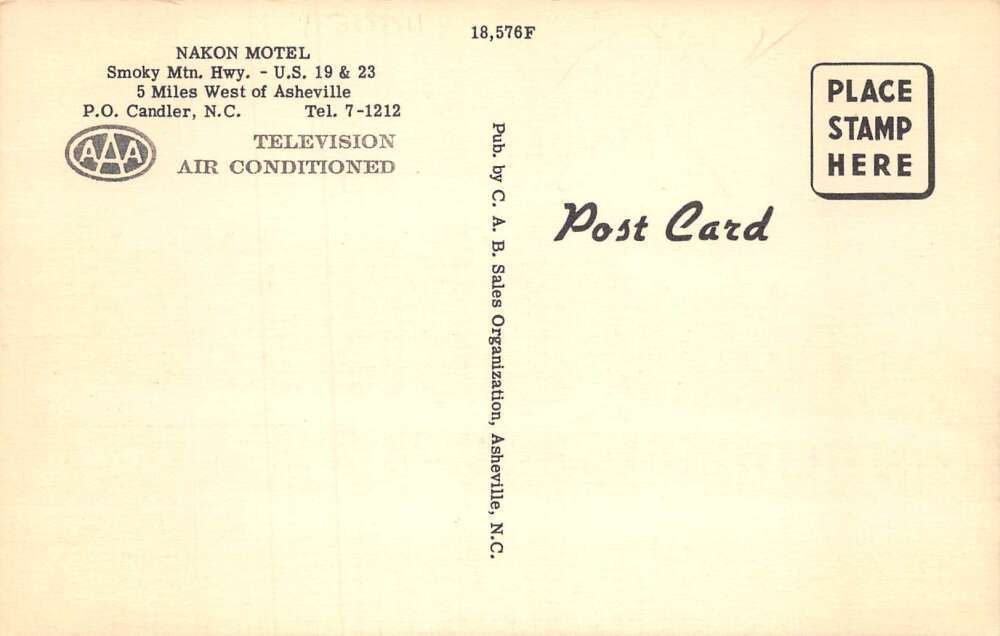 18,576F
NAKON MOTEL
Smoky Mtn. Hwy. - U.S. 19 & 23
5 Miles West of Asheville
P.O. Candler, N.C. Tel. 7-1212
AAA
TELEVISION
AIR CONDITIONED
Pub. by C. A. B. Sales Organization, Asheville, N.C.
Post Card
PLACE
STAMP
HERE